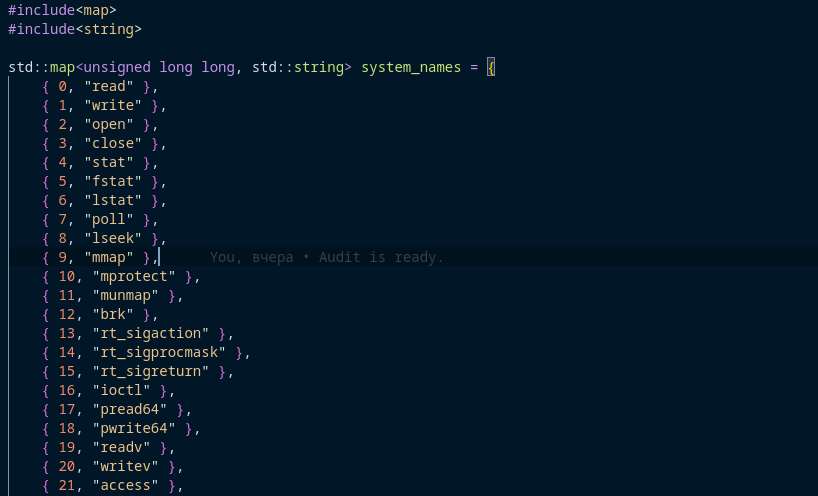 #include<map>
#include<string>
std::map<unsigned long long, std::string> system_names = {
{ 0, "read" },
{ 1, "write" },
{ 2, "open" },
{ 3, "close" },
{ 4, "stat" },
{ 5, "fstat" },
{ 6, "lstat" },
{ 7, "poll" },
{ 8, "lseek" },
{ 9, "mmap" }, You, вчера • Audit is ready.
{ 10, "mprotect" },
{ 11, "munmap" },
{ 12, "brk" },
{ 13, "rt_sigaction" },
{ 14, "rt_sigprocmask" },
{ 15, "rt_sigreturn" },
{ 16, "ioctl" },
{ 17, "pread64" },
{ 18, "pwrite64" },
{ 19, "readv" },
{ 20, "writev" },
{ 21, "access" },